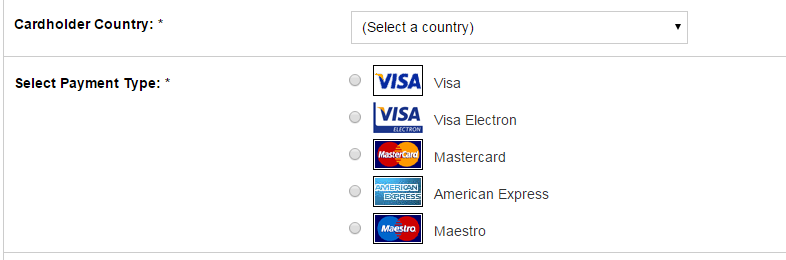 Cardholder Country: * (Select a country)
Select Payment Type: *
VISA Visa
VISA ELECTRON Visa Electron
MasterCard Mastercard
AMERICAN EXPRESS American Express
Maestro Maestro